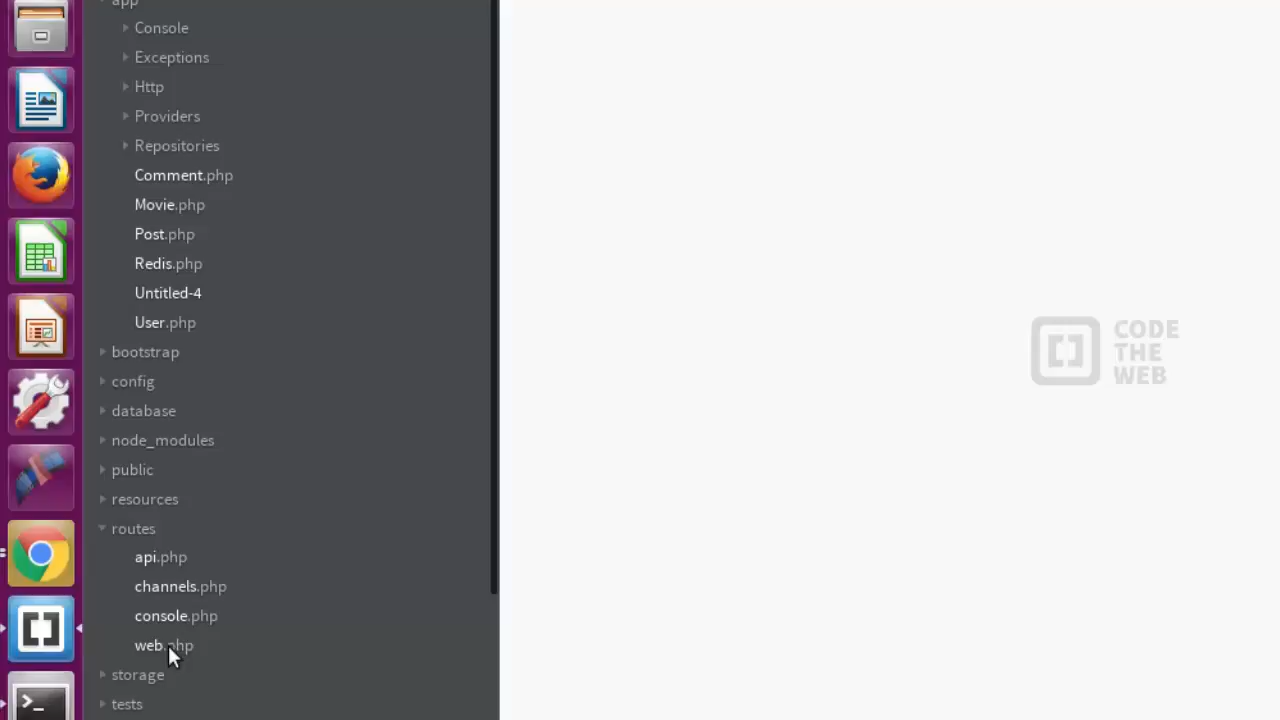 app
Console
Exceptions
Http
Providers
Repositories
Comment.php
Movie.php
Post.php
Redis.php
Untitled-4
User.php
bootstrap
config
database
node_modules
public
resources
routes
api.php
channels.php
console.php
web.php
storage
tests
CODE
THE
WEB